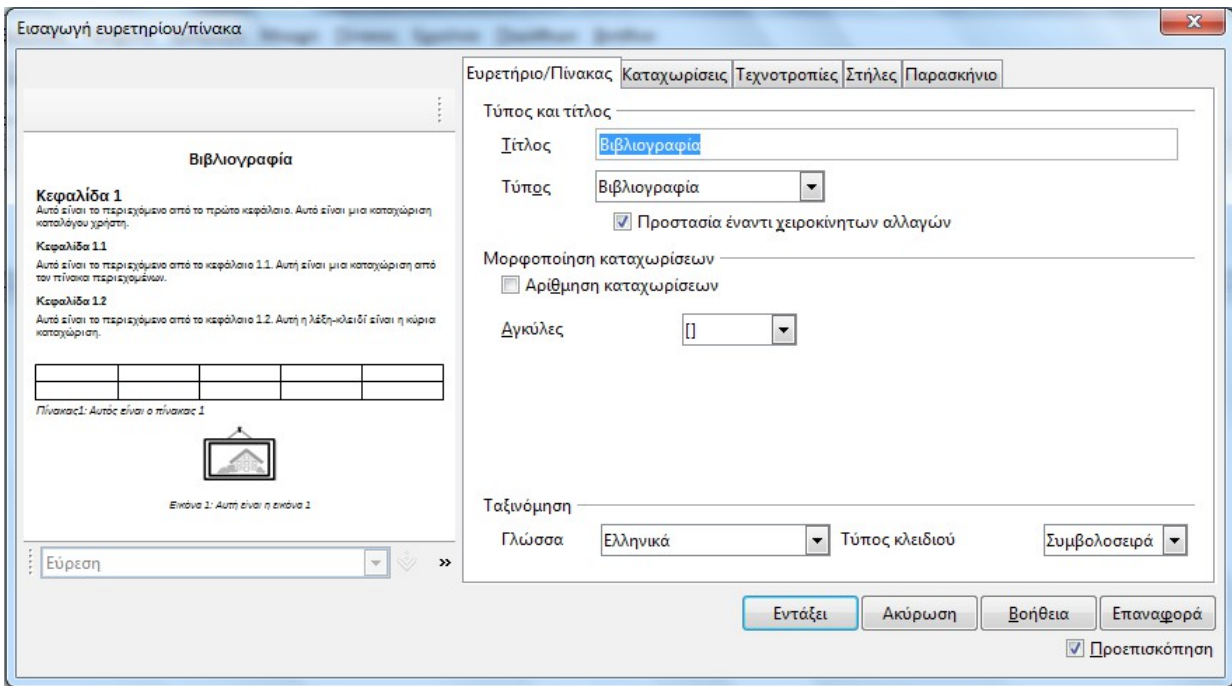 Εισαγωγή ευρετηρίου/πίνακα
Βιβλιογραφία
Κεφαλίδα 1
Αυτό είναι το περιεχόμενο από το πρώτο κεφάλαιο. Αυτό είναι μια καταχώριση
καταλόγου χρήστη.
Κεφαλίδα 1.1
Αυτό είναι το περιεχόμενο από το κεφάλαιο 1.1. Αυτή είναι μια καταχώριση από
τον πίνακα περιεχομένων.
Κεφαλίδα 1.2
Αυτό είναι το περιεχόμενο από το κεφάλαιο 1.2. Αυτή η λέξη-κλειδί είναι η κύρια
καταχώριση.
Πίνακας1: Αυτός είναι ο πίνακας 1
Εικόνα 1: Αυτή είναι η εικόνα 1
Εύρεση
Ευρετήριο/Πίνακας Καταχωρίσεις Τεχνοτροπίες Στήλες Παρασκήνιο
Τύπος και τίτλος
Τίτλος Βιβλιογραφία
Τύπος Βιβλιογραφία
Προστασία έναντι χειροκίνητων αλλαγών
Μορφοποίηση καταχωρίσεων
Αρίθμηση καταχωρίσεων
Αγκύλες []
Ταξινόμηση
Γλώσσα Ελληνικά Τύπος κλειδιού Συμβολοσειρά
Εντάξει Ακύρωση Βοήθεια Επαναφορά
Προεπισκόπηση